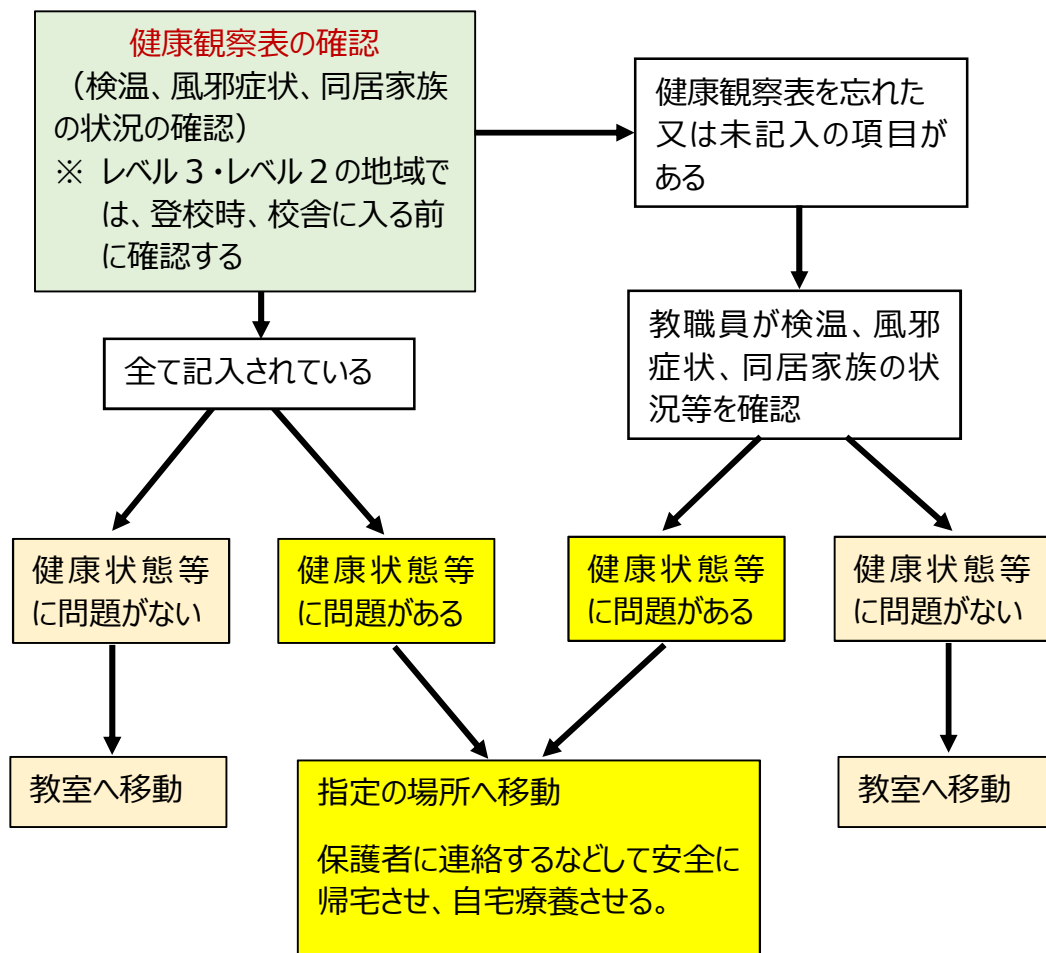 健康観察表の確認
（検温、風邪症状、同居家族
の状況の確認）
※ レベル３・レベル２の地域で
は、登校時、校舎に入る前
に確認する
健康観察表を忘れた
又は未記入の項目が
ある
全て記入されている
教職員が検温、風邪
症状、同居家族の状
況等を確認
健康状態等
に問題がない
健康状態等
に問題がある
健康状態等
に問題がある
健康状態等
に問題がない
教室へ移動
指定の場所へ移動
保護者に連絡するなどして安全に
帰宅させ、自宅療養させる。
教室へ移動